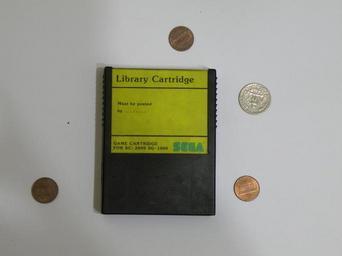 Library Cartridge
Must be posted
by ..........
GAME CARTRIDGE
FOR SC-3000 SG-1000
SEGA